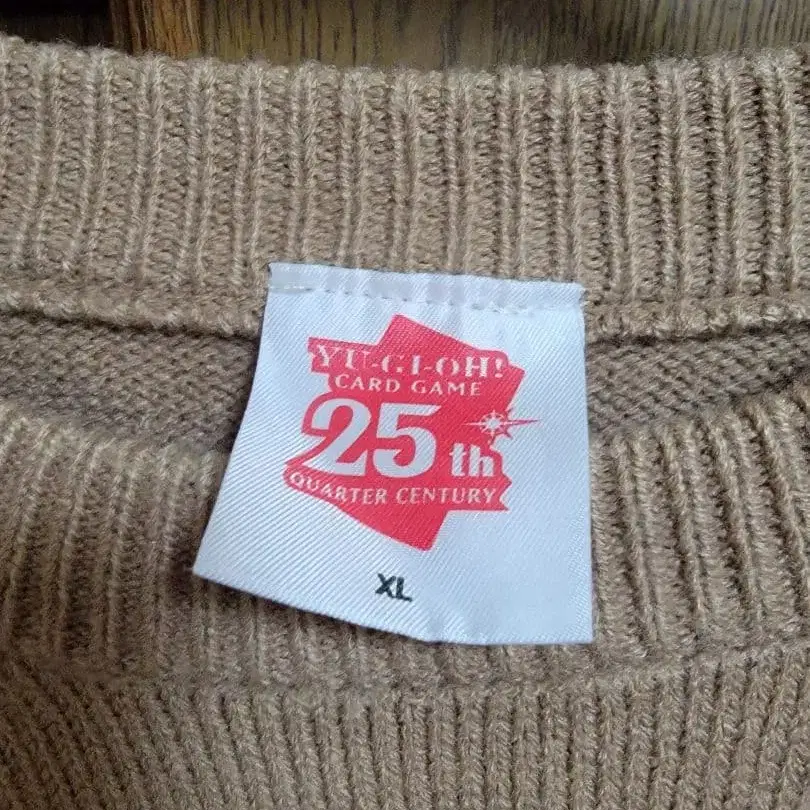 YU-GI-OH!
CARD GAME
25th
QUARTER CENTURY
XL